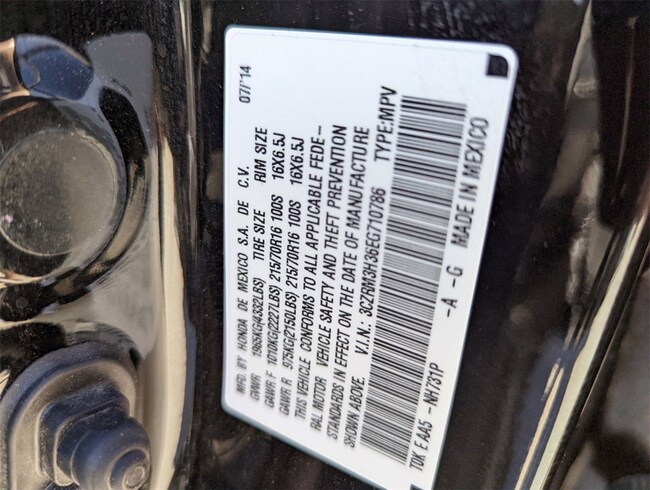 MFD. BY HONDA DE MEXICO S.A. DE C.V. 07/'14
GVWR 1965KG(4332LBS) TIRE SIZE RIM SIZE
GAWR F 1010KG(2227LBS) 215/70R16 100S 16X6.5J
GAWR R 975KG(2150LBS) 215/70R16 100S 16X6.5J
THIS VEHICLE CONFORMS TO ALL APPLICABLE FEDE-
RAL MOTOR VEHICLE SAFETY AND THEFT PREVENTION
STANDARDS IN EFFECT ON THE DATE OF MANUFACTURE
SHOWN ABOVE.
V.I.N.: 3CZRM3H38EG710786 TYPE:MPV
T0K E AA5 -NH731P -A -G MADE IN MEXICO